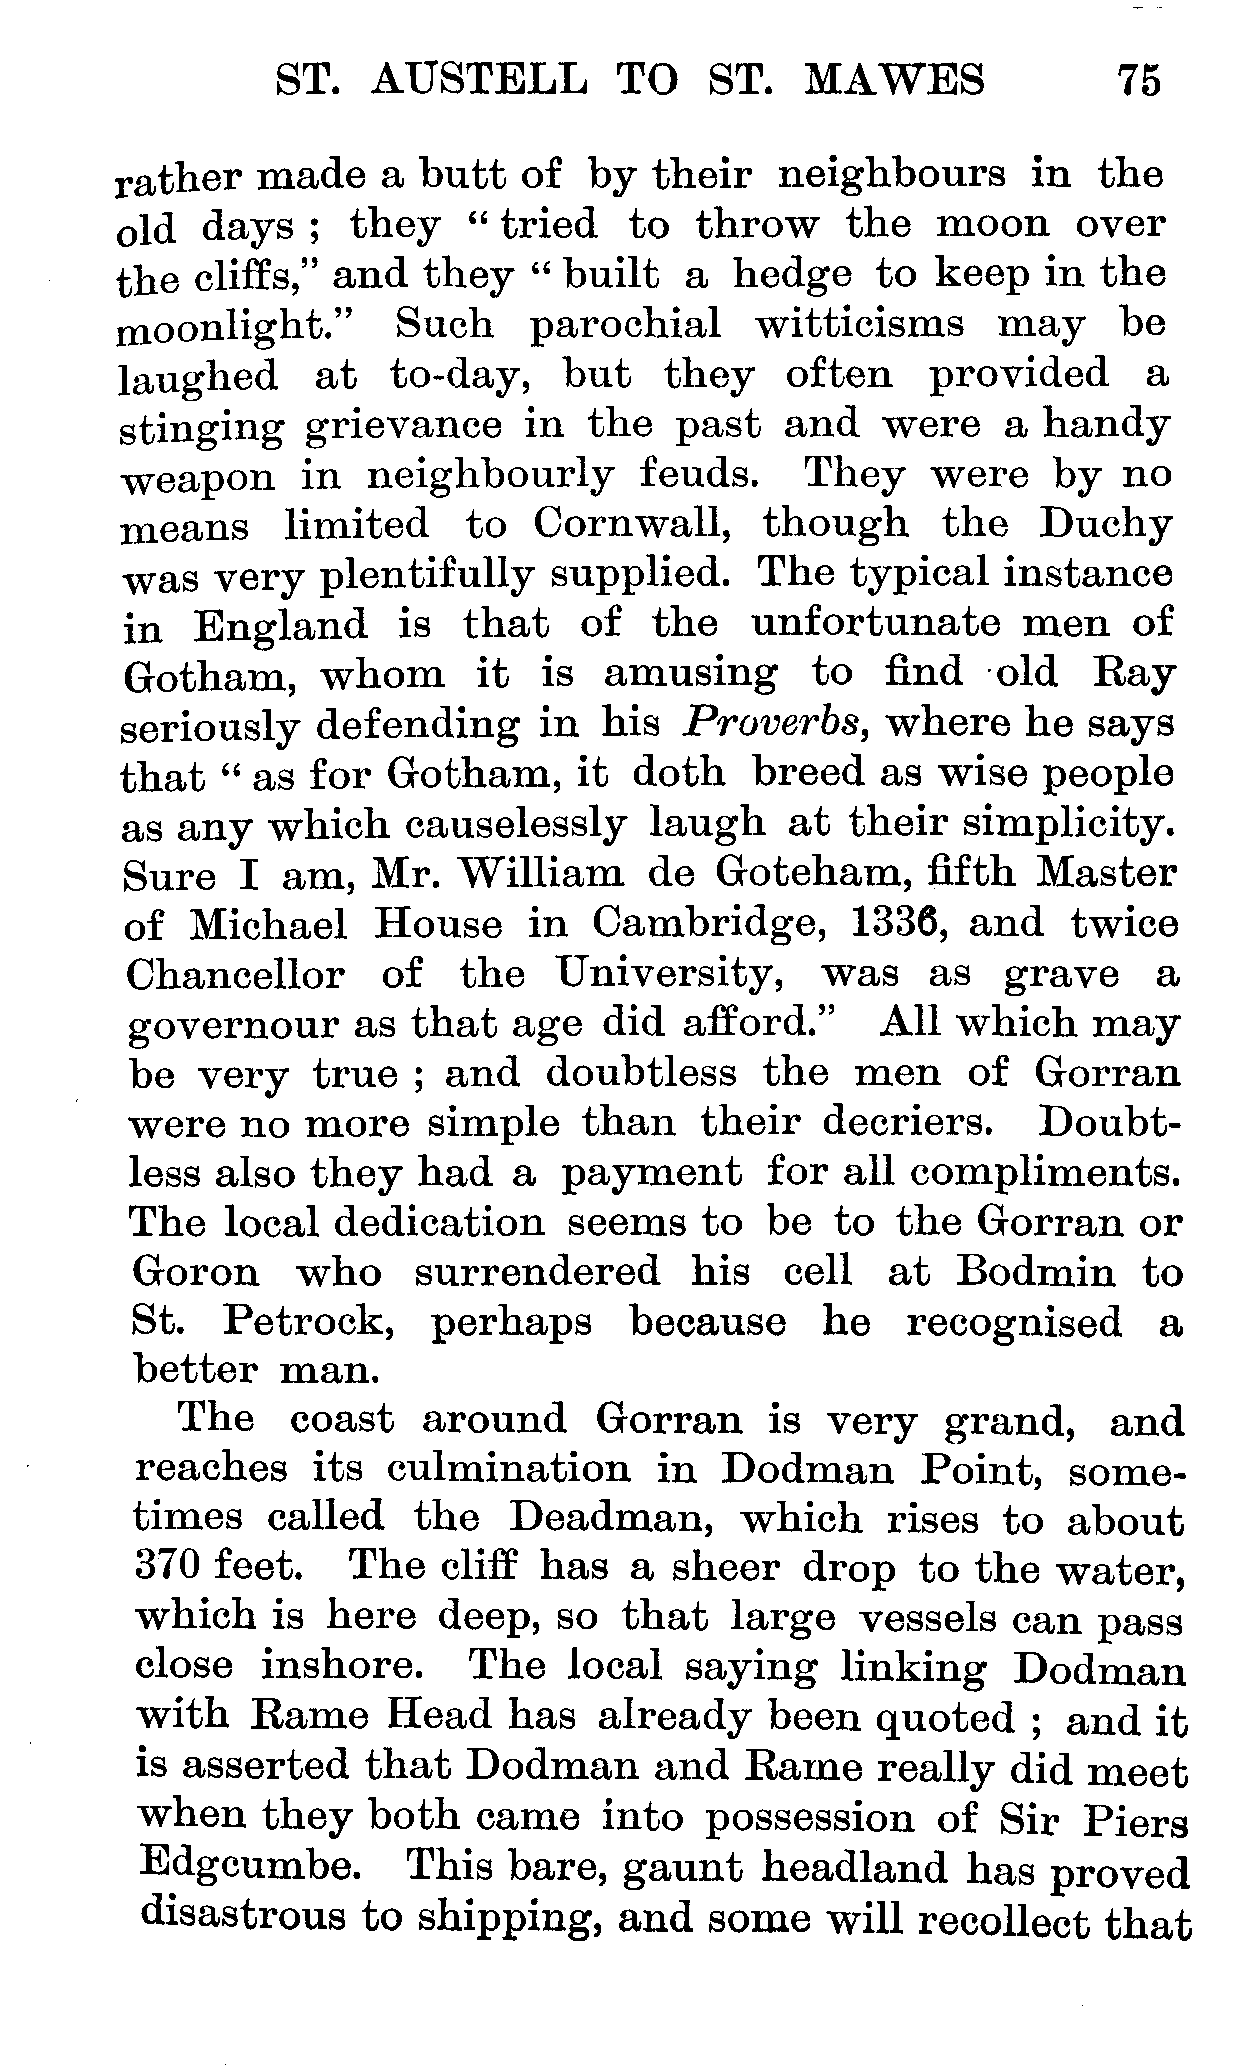 ST. AUSTELL TO ST. MAWES 75
rather made a butt of by their neighbours in the
old days ; they “ tried to throw the moon over
the cliffs,” and they “ built a hedge to keep in the
moonlight.” Such parochial witticisms may be
laughed at to-day, but they often provided a
stinging grievance in the past and were a handy
weapon in neighbourly feuds. They were by no
means limited to Cornwall, though the Duchy
was very plentifully supplied. The typical instance
in England is that of the unfortunate men of
Gotham, whom it is amusing to find old Ray
seriously defending in his Proverbs, where he says
that “ as for Gotham, it doth breed as wise people
as any which causelessly laugh at their simplicity.
Sure I am, Mr. William de Goteham, fifth Master
of Michael House in Cambridge, 1336, and twice
Chancellor of the University, was as grave a
governour as that age did afford.” All which may
be very true ; and doubtless the men of Gorran
were no more simple than their decriers. Doubt-
less also they had a payment for all compliments.
The local dedication seems to be to the Gorran or
Goron who surrendered his cell at Bodmin to
St. Petrock, perhaps because he recognised a
better man.
The coast around Gorran is very grand, and
reaches its culmination in Dodman Point, some-
times called the Deadman, which rises to about
370 feet. The cliff has a sheer drop to the water,
which is here deep, so that large vessels can pass
close inshore. The local saying linking Dodman
with Rame Head has already been quoted ; and it
is asserted that Dodman and Rame really did meet
when they both came into possession of Sir Piers
Edgcumbe. This bare, gaunt headland has proved
disastrous to shipping, and some will recollect that